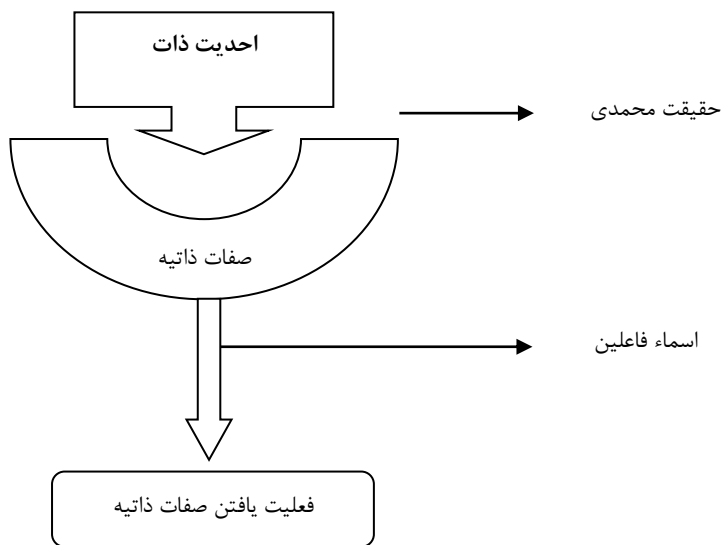 احدیت ذات
حقیقت محمدی
صفات ذاتیه
اسماء فاعلین
فعلیت یافتن صفات ذاتیه